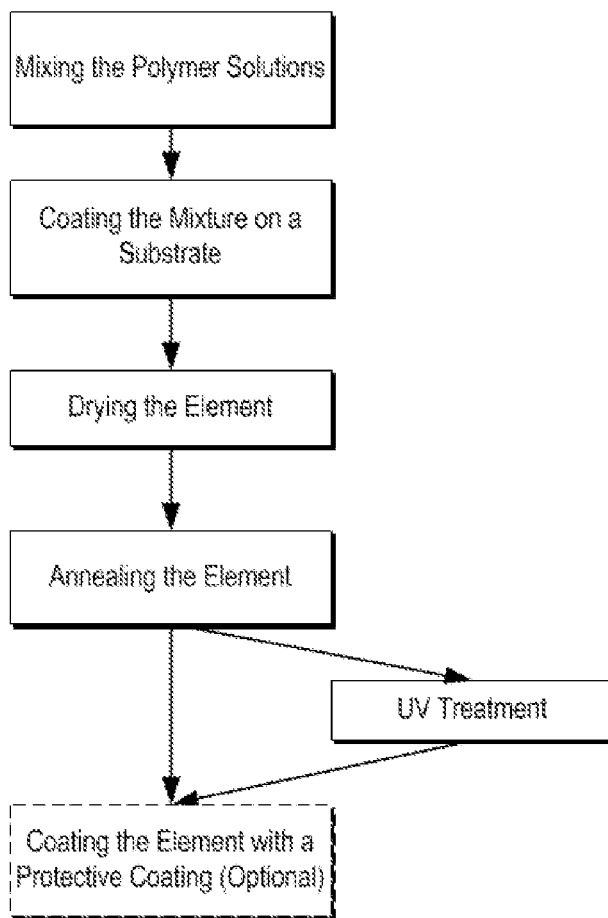 Mixing the Polymer Solutions
Coating the Mixture on a
Substrate
Drying the Element
Annealing the Element
UV Treatment
Coating the Element with a
Protective Coating (Optional)